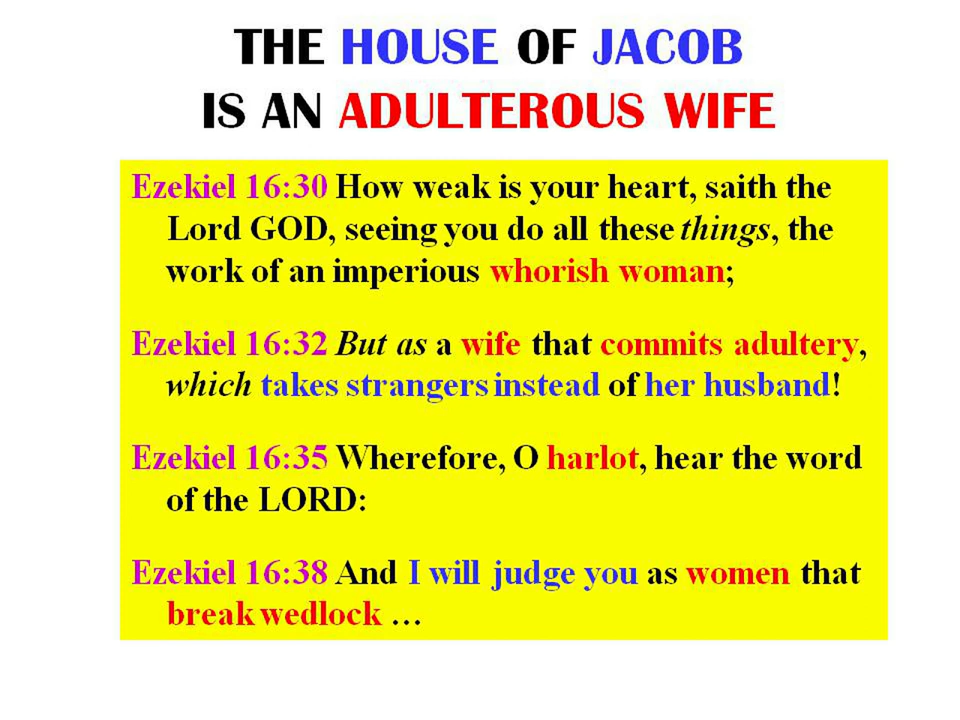 THE HOUSE OF JACOB
IS AN ADULTEROUS WIFE
Ezekiel 16:30 How weak is your heart, saith the
Lord GOD, seeing you do all these things, the
work of an imperious whorish woman;
Ezekiel 16:32 But as a wife that commits adultery,
which takes strangers instead of her husband!
Ezekiel 16:35 Wherefore, O harlot, hear the word
of the LORD:
Ezekiel 16:38 And I will judge you as women that
break wedlock …